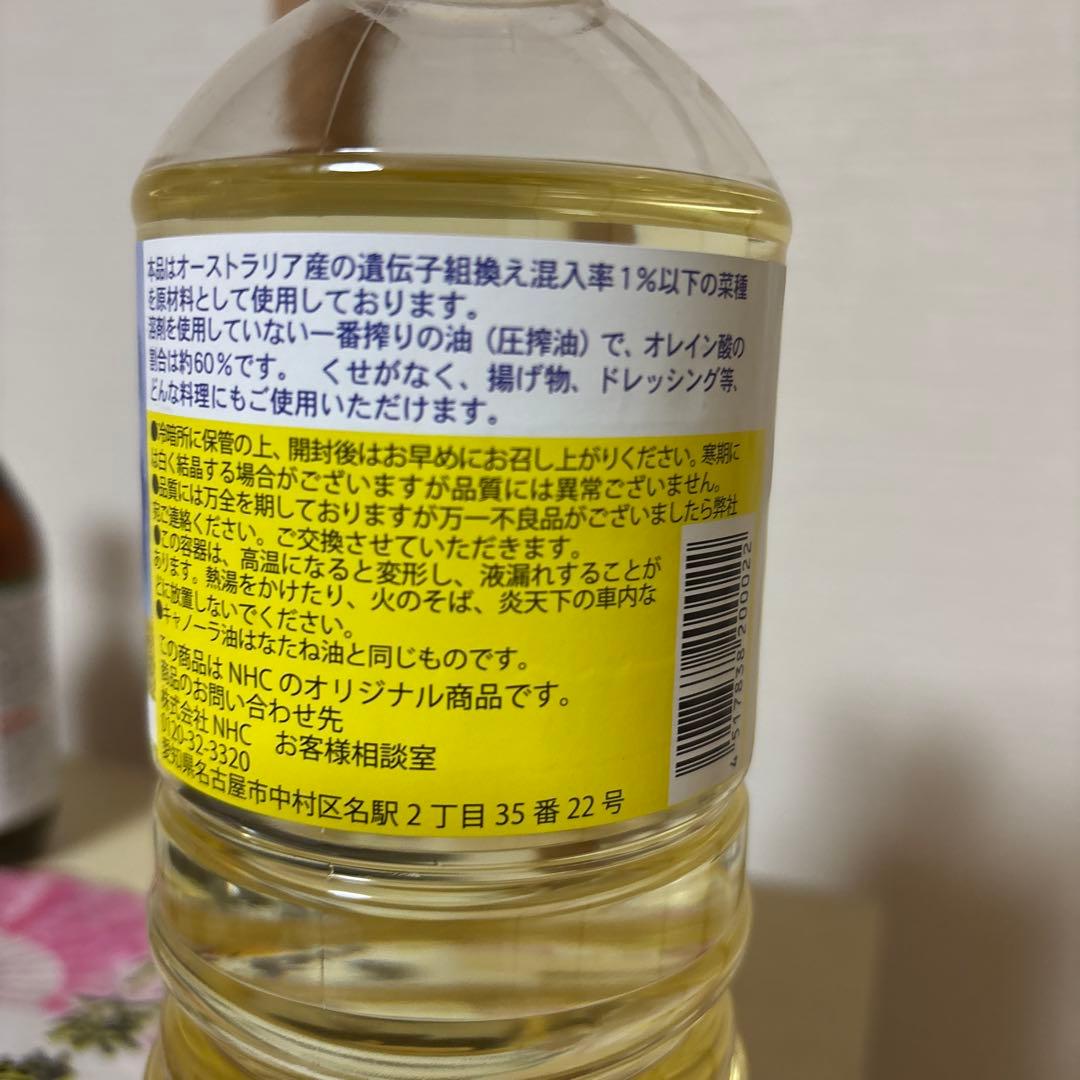 本品はオーストラリア産の遺伝子組換え混入率1%以下の菜種
を原材料として使用しております。
溶剤を使用していない一番搾りの油（圧搾油）で、オレイン酸の
割合は約60%です。 くせがなく、揚げ物、ドレッシング等、
どんな料理にもご使用いただけます。
●冷暗所に保管の上、開封後はお早めにお召し上がりください。寒期に
は白く結晶する場合がございますが品質には異常ございません。
●品質には万全を期しておりますが万一不良品がございましたら弊社
宛ご連絡ください。ご交換させていただきます。
●この容器は、高温になると変形し、液漏れすることが
あります。熱湯をかけたり、火のそば、炎天下の車内な
どに放置しないでください。
●キャノーラ油はなたね油と同じものです。
この商品は NHC のオリジナル商品です。
商品のお問い合わせ先
株式会社 NHC お客様相談室
0120-32-3320
愛知県名古屋市中村区名駅 2 丁目 35 番 22 号
4 517838 200022